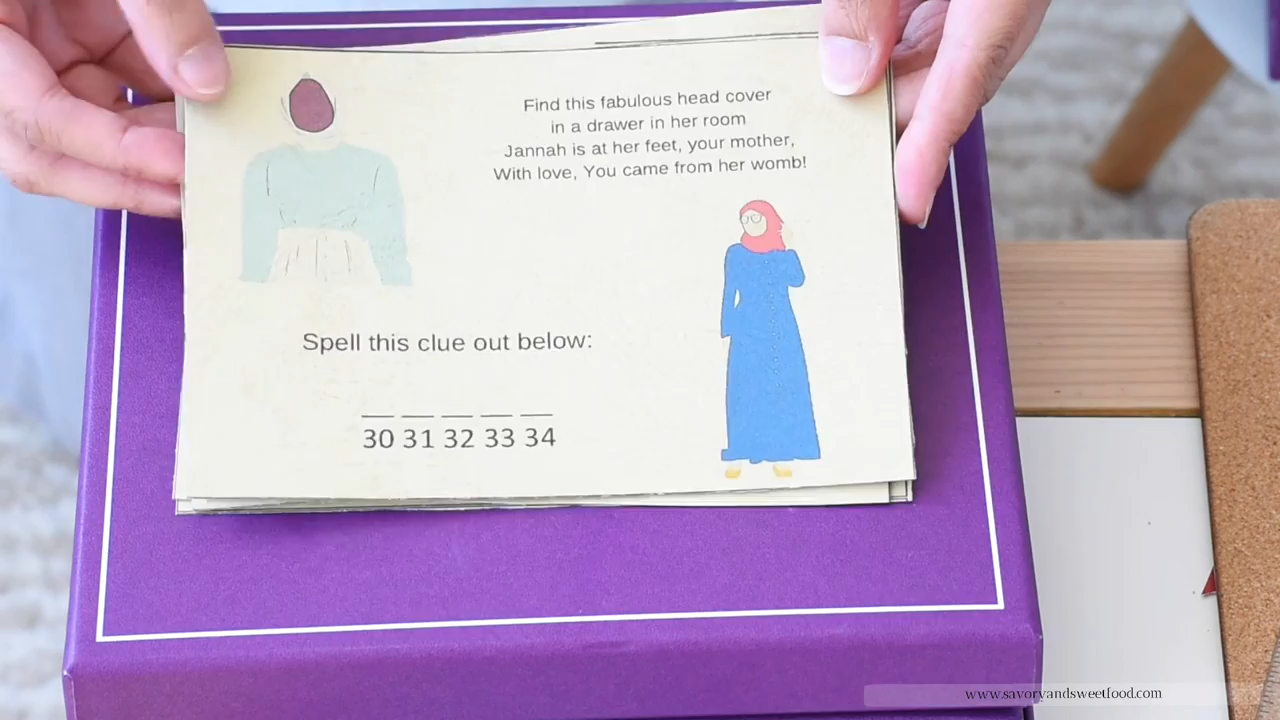 Find this fabulous head cover
in a drawer in her room
Jannah is at her feet, your mother,
With love, You came from her womb!
Spell this clue out below:
30 31 32 33 34
www.savoryandsweetfood.com